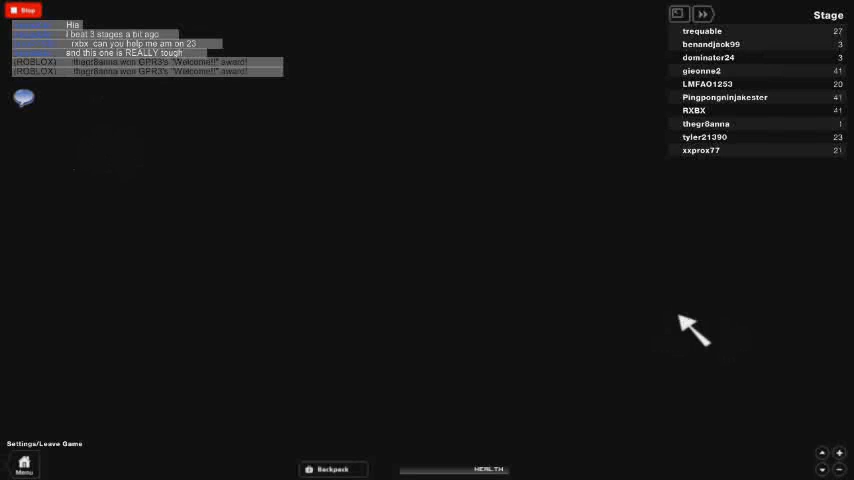 Stop
Hia
i beat 3 stages a bit ago
rxbx can you help me am on 23
and this one is REALLY tough
(ROBLOX) thegr8anna won GPR3's "Welcome!!" award!
(ROBLOX) thegr8anna won GPR3's "Welcome!!" award!
Stage
trequable 27
benandjack99 3
dominater24 3
gieonne2 41
LMFAO1253 20
Pingpongninjakester 41
RXBX 41
thegr8anna 1
tyler21390 23
xxprox77 21
Settings/Leave Game
Menu
Backpack
HEALTH